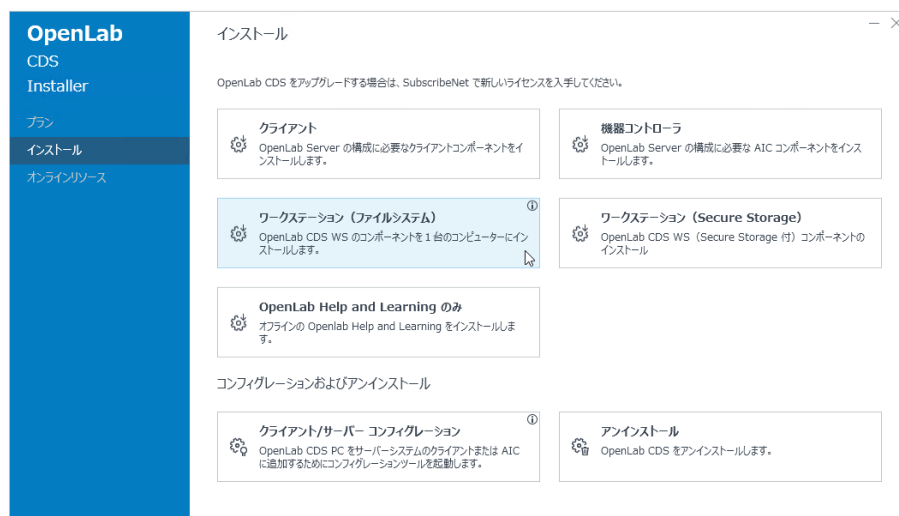 OpenLab
CDS
Installer
プラン
インストール
オンラインリソース
インストール
OpenLab CDS をアップグレードする場合は、SubscribeNet で新しいライセンスを入手してください。
クライアント
OpenLab Server の構成に必要なクライアントコンポーネントをイ
ンストールします。
機器コントローラ
OpenLab Server の構成に必要な AIC コンポーネントをインス
トールします。
ワークステーション（ファイルシステム）
OpenLab CDS WS のコンポーネントを 1 台のコンピューターにイン
ストールします。
ワークステーション（Secure Storage）
OpenLab CDS WS（Secure Storage 付）コンポーネントの
インストール
OpenLab Help and Learning のみ
オフラインの Openlab Help and Learning をインストールしま
す。
コンフィグレーションおよびアンインストール
クライアント/サーバー コンフィグレーション
OpenLab CDS PC をサーバーシステムのクライアントまたは AIC
に追加するためにコンフィグレーションツールを起動します。
アンインストール
OpenLab CDS をアンインストールします。